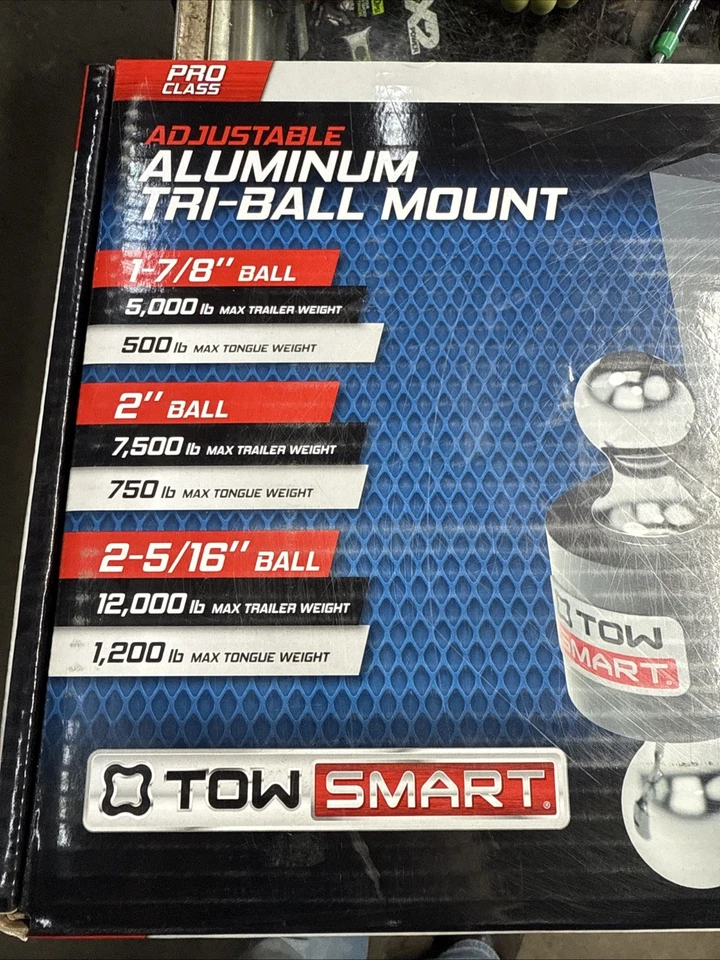 XP
PRO
CLASS
ADJUSTABLE
ALUMINUM
TRI-BALL MOUNT
1-7/8" BALL
5,000 lb MAX TRAILER WEIGHT
500 lb MAX TONGUE WEIGHT
2" BALL
7,500 lb MAX TRAILER WEIGHT
750 lb MAX TONGUE WEIGHT
2-5/16" BALL
12,000 lb MAX TRAILER WEIGHT
1,200 lb MAX TONGUE WEIGHT
TOW
SMART®
TOW SMART®